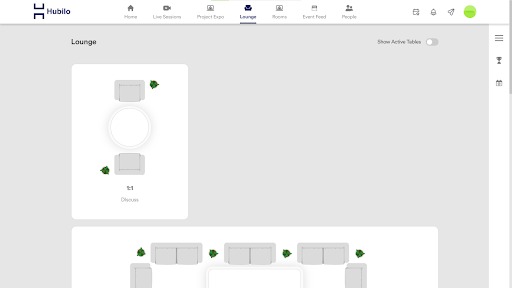 Hubilo
Home
Live Sessions
Project Expo
Lounge
Rooms
Event Feed
People
Lounge
Show Active Tables
1:1
Discuss